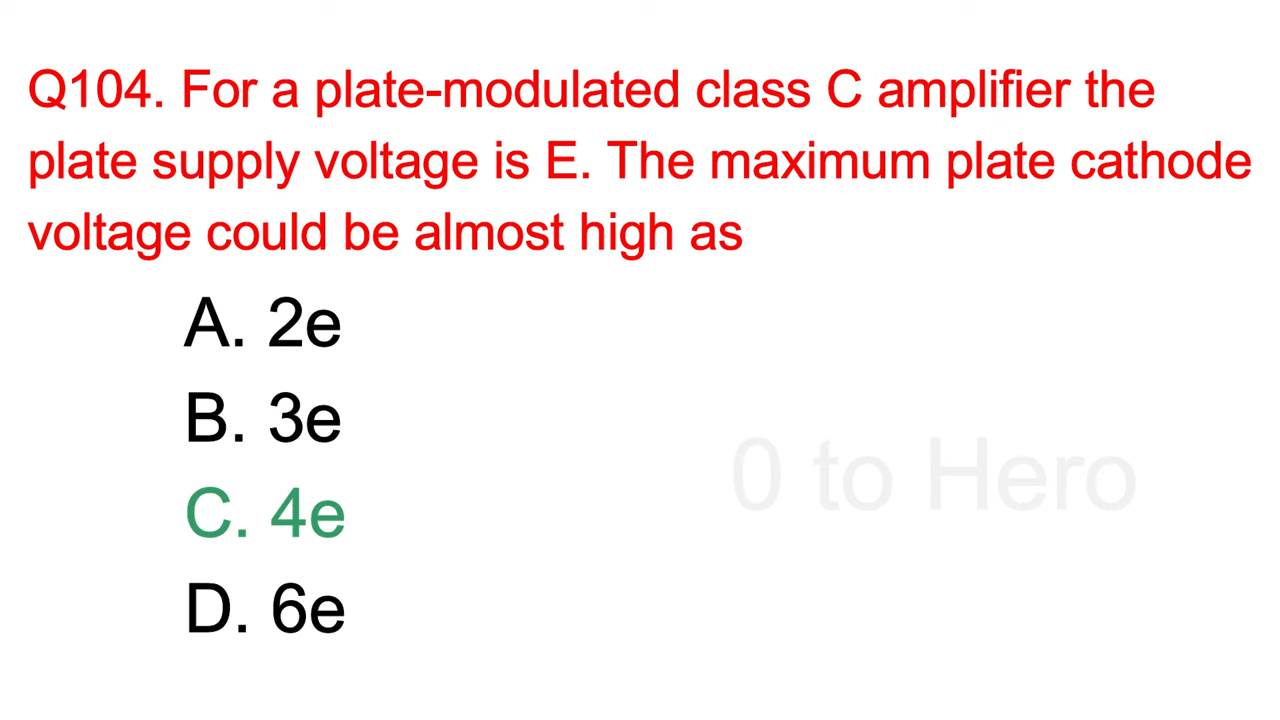 Q104. For a plate-modulated class C amplifier the
plate supply voltage is E. The maximum plate cathode
voltage could be almost high as
A. 2e
B. 3e
C. 4e
D. 6e
0 to Hero